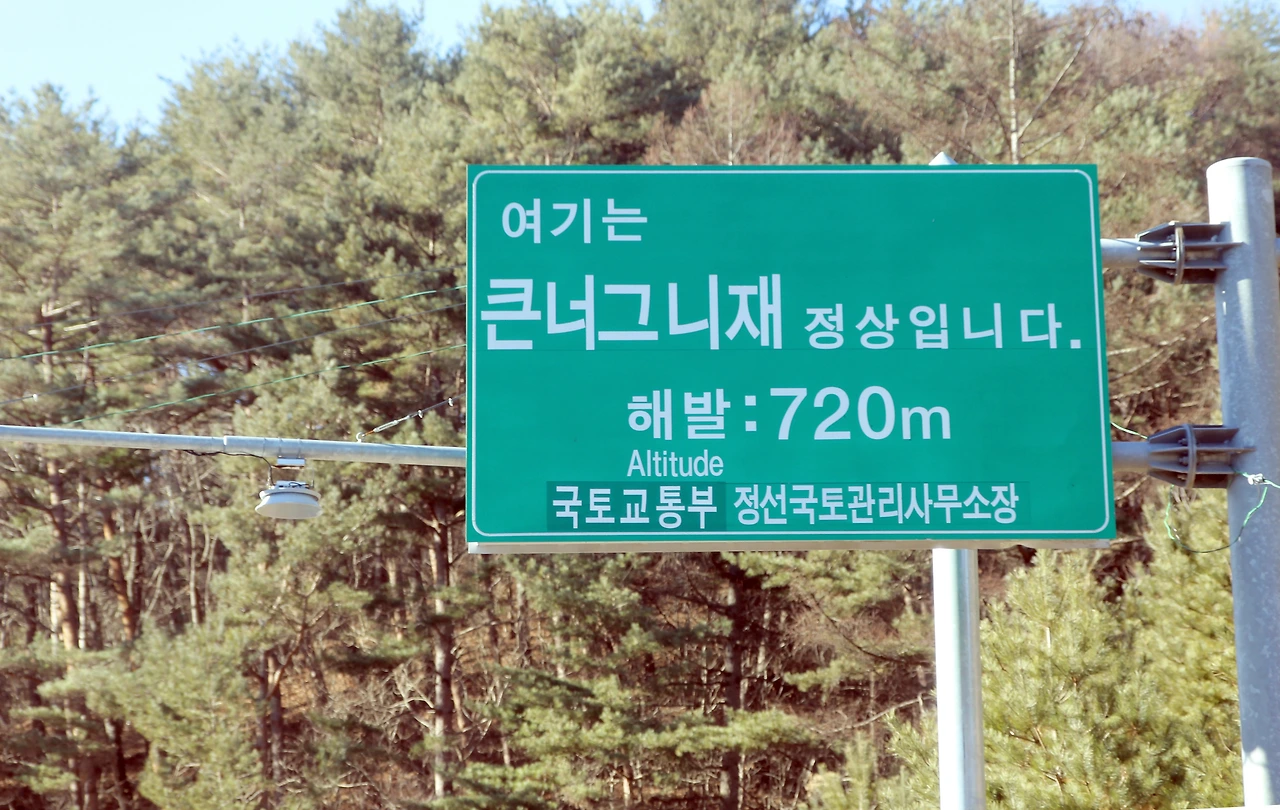 여기는
큰너그니재 정상입니다.
해발 : 720m
Altitude
국토교통부 정선국토관리사무소장